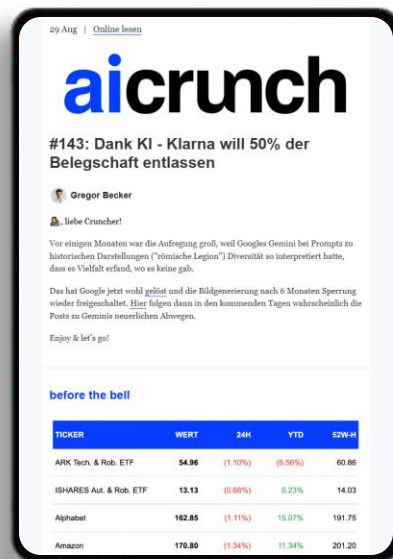 29 Aug | Online lesen
aicrunch
#143: Dank KI - Klarna will 50% der
Belegschaft entlassen
Gregor Becker
, liebe Cruncher!
Vor einigen Monaten war die Aufregung groß, weil Googles Gemini bei Prompts zu
historischen Darstellungen ("römische Legion") Diversität so interpretiert hatte,
dass es Vielfalt erfand, wo es keine gab.
Das hat Google jetzt wohl gelöst und die Bildgenerierung nach 6 Monaten Sperrung
wieder freigeschaltet. Hier folgen dann in den kommenden Tagen wahrscheinlich die
Posts zu Geminis neuerlichen Abwegen.
Enjoy & let's go!
before the bell
TICKER WERT 24H YTD 52W-H
ARK Tech. & Rob. ETF 54.96 (1.10%) (6.56%) 60.86
ISHARES Aut. & Rob. ETF 13.13 (0.68%) 0.23% 14.03
Alphabet 162.85 (1.11%) 15.07% 191.75
Amazon 170.80 (1.34%) 11.34% 201.20